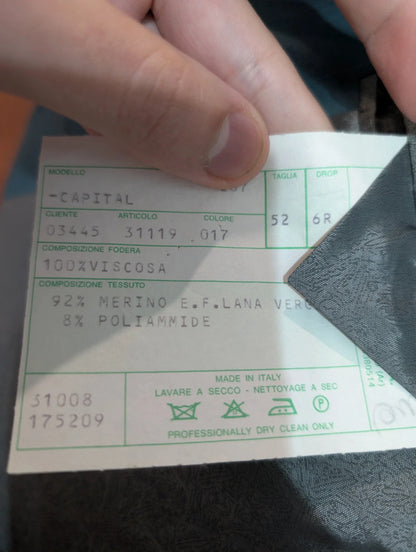 MODELLO
-CAPITAL
TAGLIA
52
DROP
6R
CLIENTE ARTICOLO COLORE
03445 31119 .017
COMPOSIZIONE FODERA
100%VISCOSA
COMPOSIZIONE TESSUTO
92% MERINO E.F.LANA
8% POLIAMMIDE
31008
175209
MADE IN ITALY
LAVARE A SECCO - NETTOYAGE A SEC
P
PROFESSIONALLY DRY CLEAN ONLY